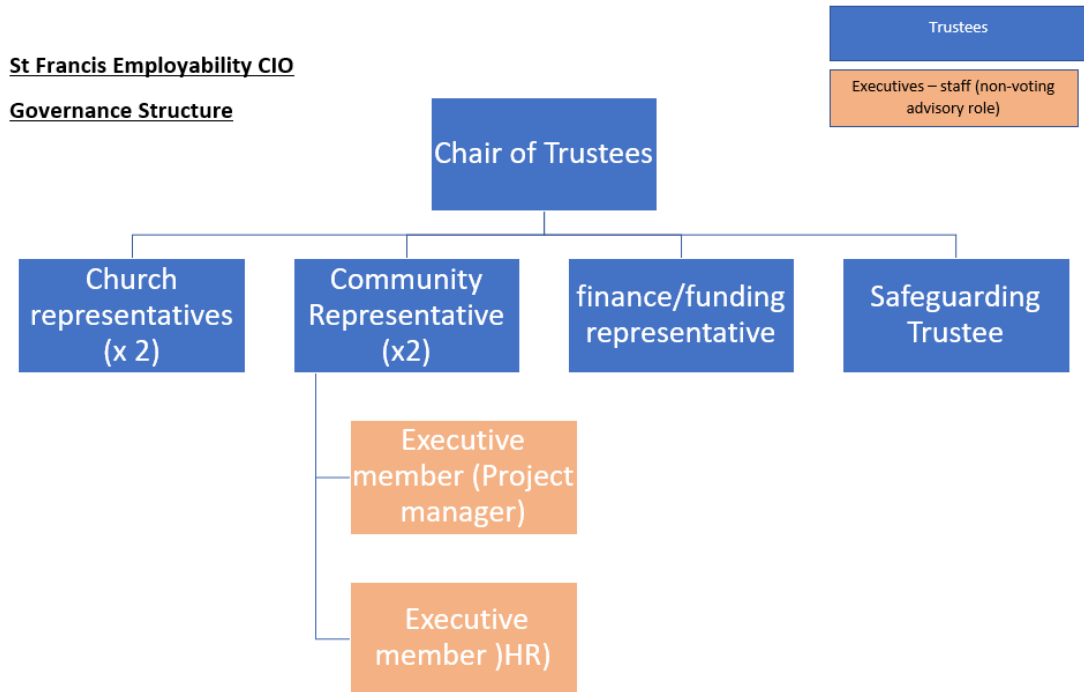 St Francis Employability CIO
Governance Structure
Trustees
Executives – staff (non-voting
advisory role)
Chair of Trustees
Church
representatives
(x 2)
Community
Representative
(x2)
finance/funding
representative
Safeguarding
Trustee
Executive
member (Project
manager)
Executive
member )HR)